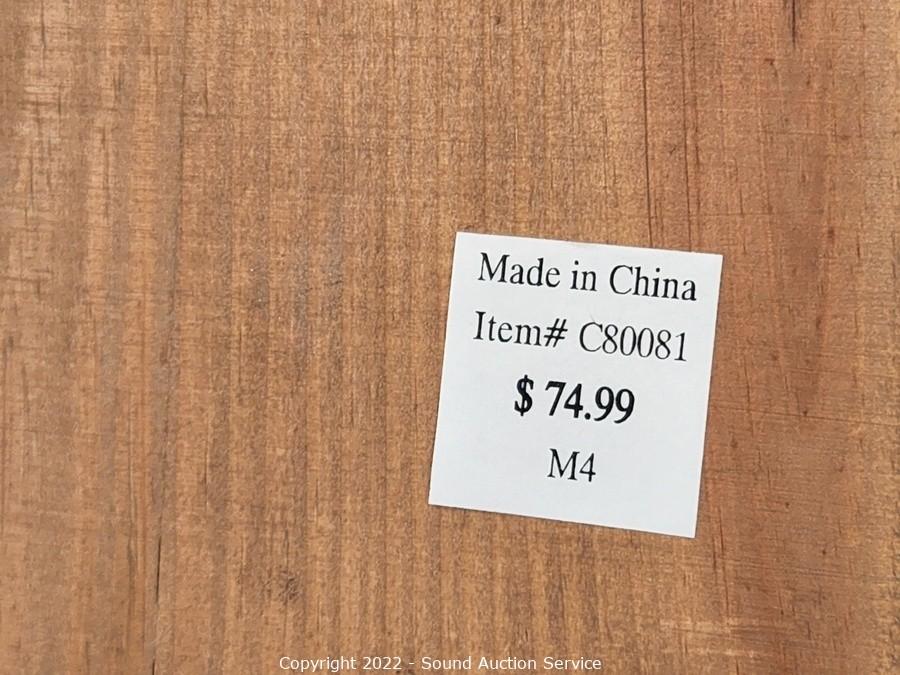 Made in China
Item# C80081
$ 74.99
M4
Copyright 2022 - Sound Auction Service